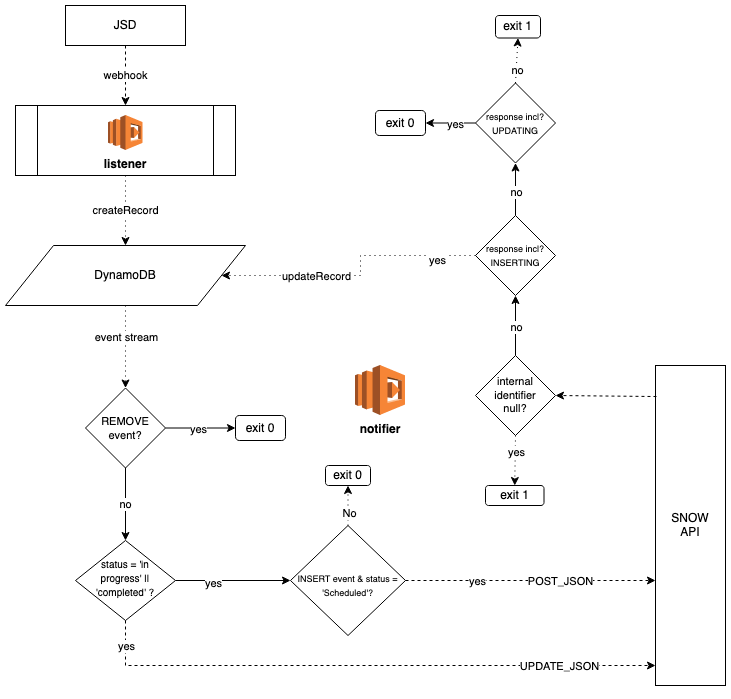 JSD
webhook
listener
createRecord
DynamoDB
event stream
REMOVE
event?
yes
exit 0
no
status = 'in
progress' ||
'completed' ?
yes
yes
UPDATE_JSON
INSERT event & status =
'Scheduled'?
No
exit 0
yes
POST_JSON
SNOW
API
notifier
internal
identifier
null?
yes
exit 1
no
response incl?
INSERTING
yes
updateRecord
no
response incl?
UPDATING
yes
exit 0
no
exit 1